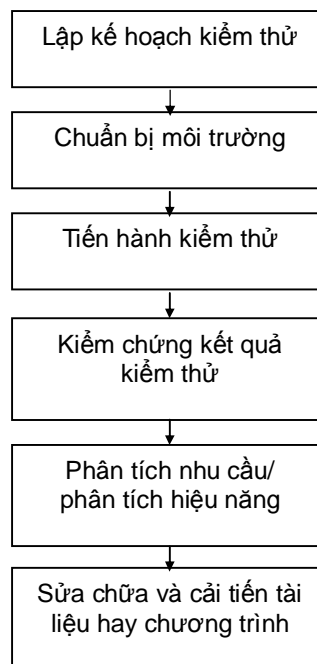 Lập kế hoạch kiểm thử
Chuẩn bị môi trường
Tiến hành kiểm thử
Kiểm chứng kết quả
kiểm thử
Phân tích nhu cầu/
phân tích hiệu năng
Sửa chữa và cải tiến tài
liệu hay chương trình